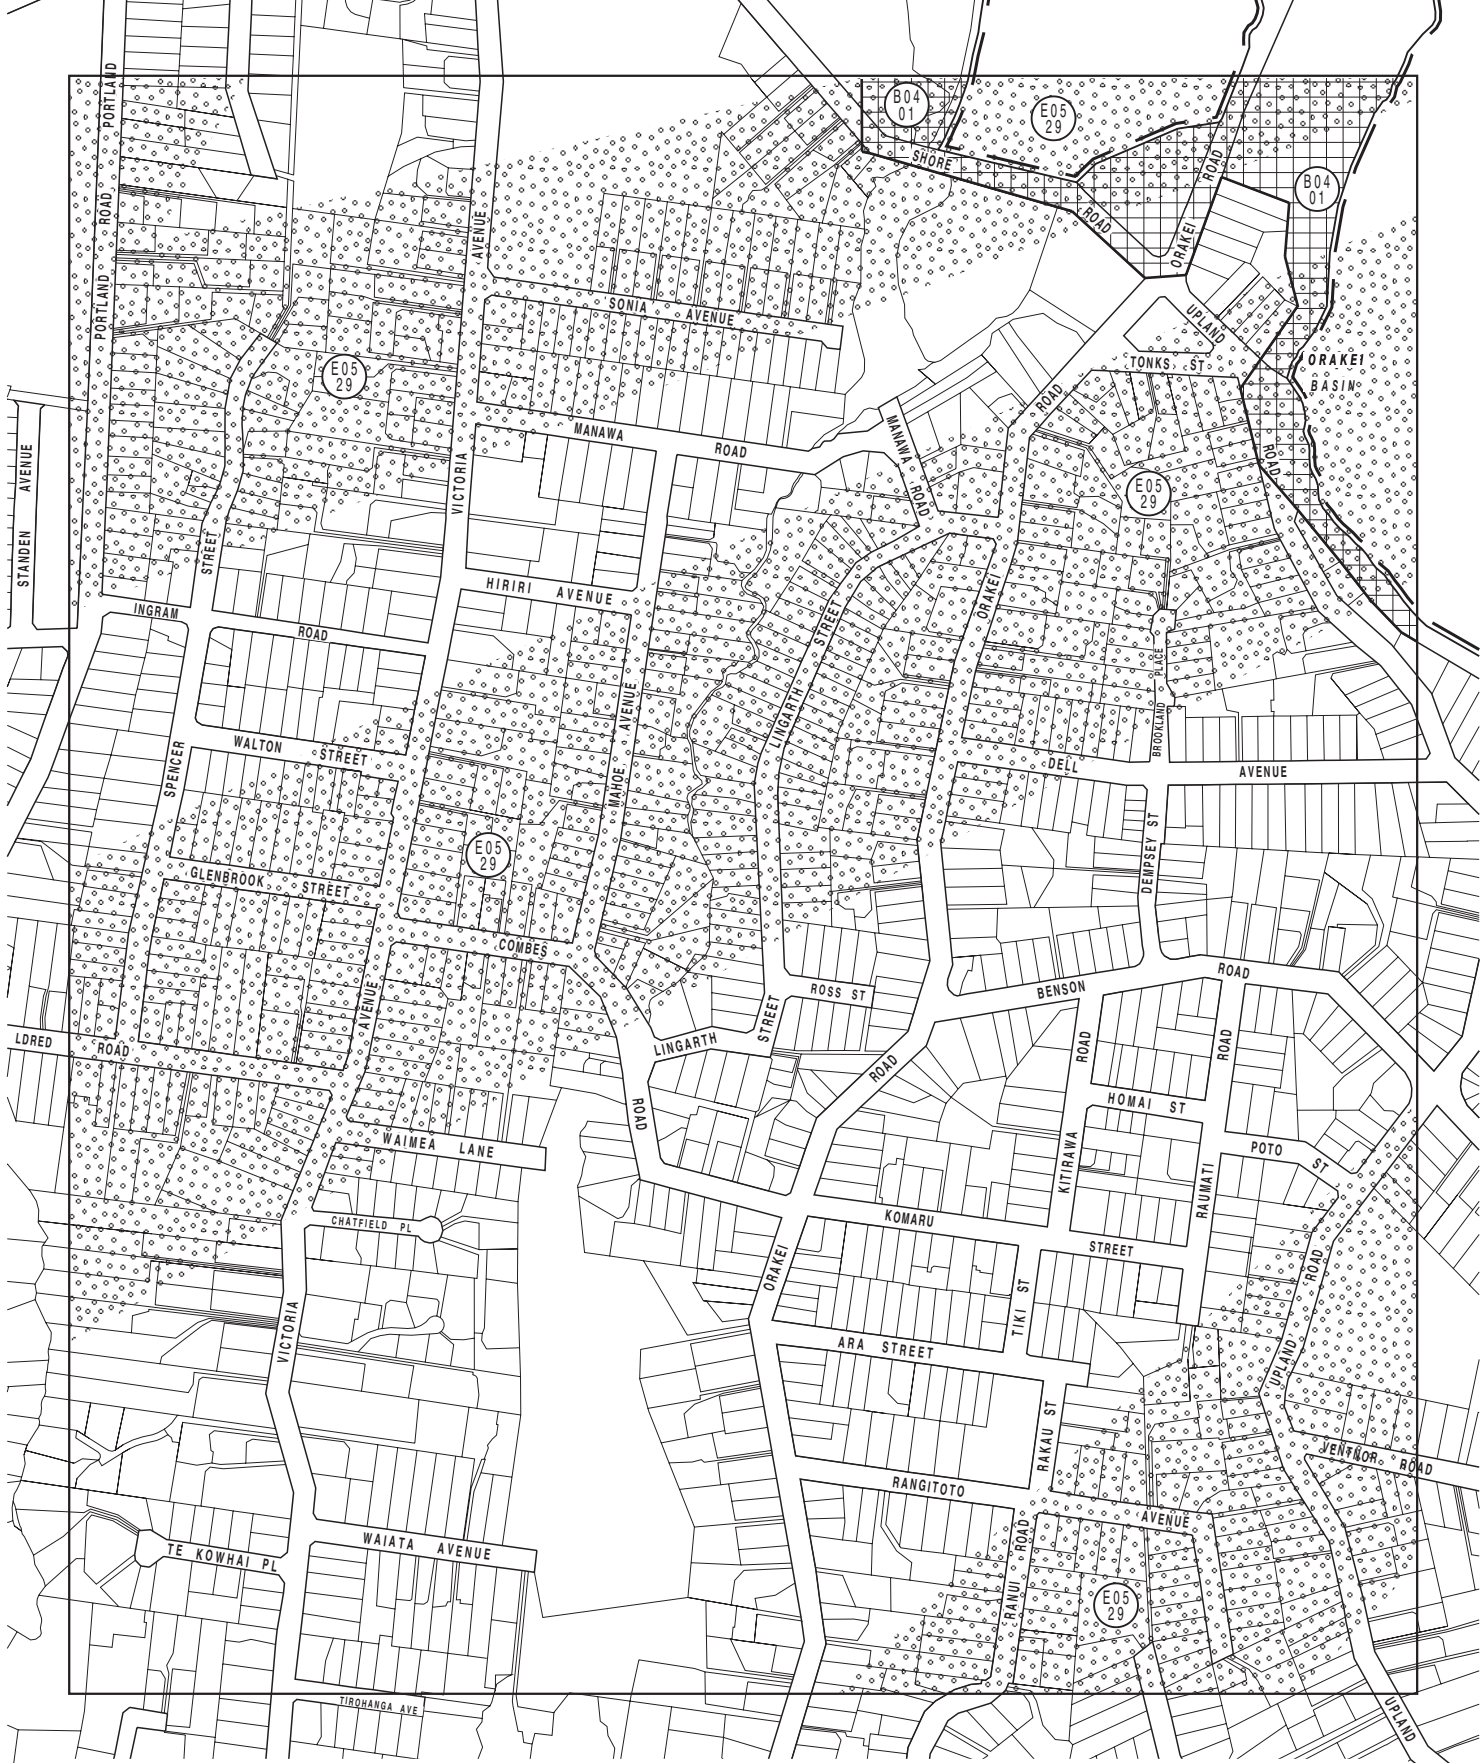 PORTLAND
ROAD
PORTLAND
B04
01
E05
29
SHORE
ROAD
ROAD
ORAKEI
B04
01
AVENUE
VICTORIA
SONIA AVENUE
UPLAND
TONKS ST
ORAKEI
BASIN
E05
29
ROAD
ROAD
MANAWA ROAD
MANAWA
ROAD
E05
29
STANDEN AVENUE
STREET
HIRIRI AVENUE
INGRAM
ROAD
ORAKEI
STREET
LINGARTH
BROOKLAND PLACE
MAHOE AVENUE
WALTON STREET
SPENCER
DELL AVENUE
DEMPSEY ST
E05
29
GLENBROOK STREET
COMBES
AVENUE
ROSS ST
STREET
BENSON ROAD
LDRED ROAD
LINGARTH
ROAD
ROAD
ROAD
ROAD
HOMAI ST
WAIMEA LANE
KITIRAWA
RAUMATI
POTO ST
CHATFIELD PL
KOMARU STREET
ORAKEI
ROAD
TIKI ST
VICTORIA
ARA STREET
UPLAND
RAKAU ST
VENTNOR ROAD
RANGITOTO AVENUE
TE KOWHAI PL
WAIATA AVENUE
ROAD
RANUI
E05
29
TIROHANGA AVE
UPLAND